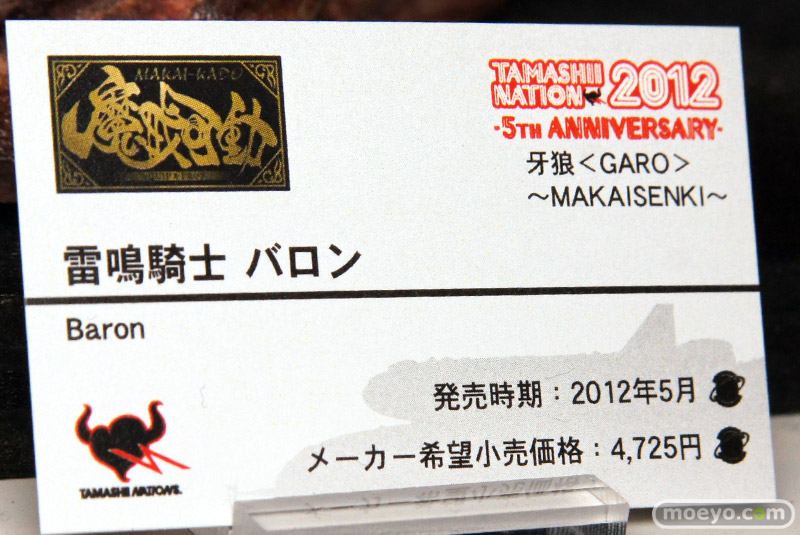 MAKAI-KADO
魔戒可動
TAMASHII
NATION 2012
-5TH ANNIVERSARY-
牙狼<GARO>
~MAKAISENKI~
雷鳴騎士 バロン
Baron
発売時期:2012年5月
メーカー希望小売価格:4,725円
TAMASHII NATIONS
moeyo.com